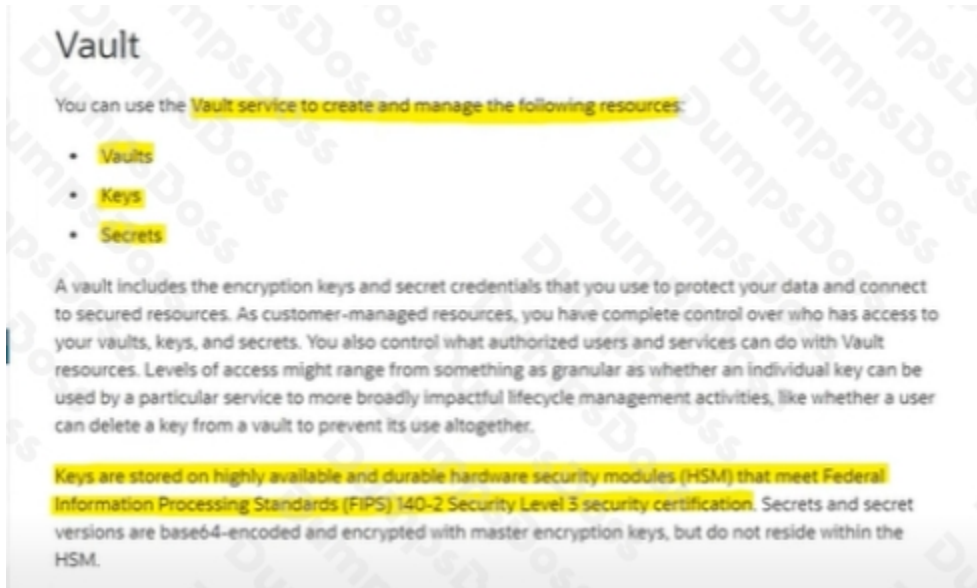 Vault
You can use the Vault service to create and manage the following resources:
• Vaults
• Keys
• Secrets
A vault includes the encryption keys and secret credentials that you use to protect your data and connect
to secured resources. As customer-managed resources, you have complete control over who has access to
your vaults, keys, and secrets. You also control what authorized users and services can do with Vault
resources. Levels of access might range from something as granular as whether an individual key can be
used by a particular service to more broadly impactful lifecycle management activities, like whether a user
can delete a key from a vault to prevent its use altogether.
Keys are stored on highly available and durable hardware security modules (HSM) that meet Federal
Information Processing Standards (FIPS) 140-2 Security Level 3 security certification. Secrets and secret
versions are base64-encoded and encrypted with master encryption keys, but do not reside within the
HSM.
DumpsDoss